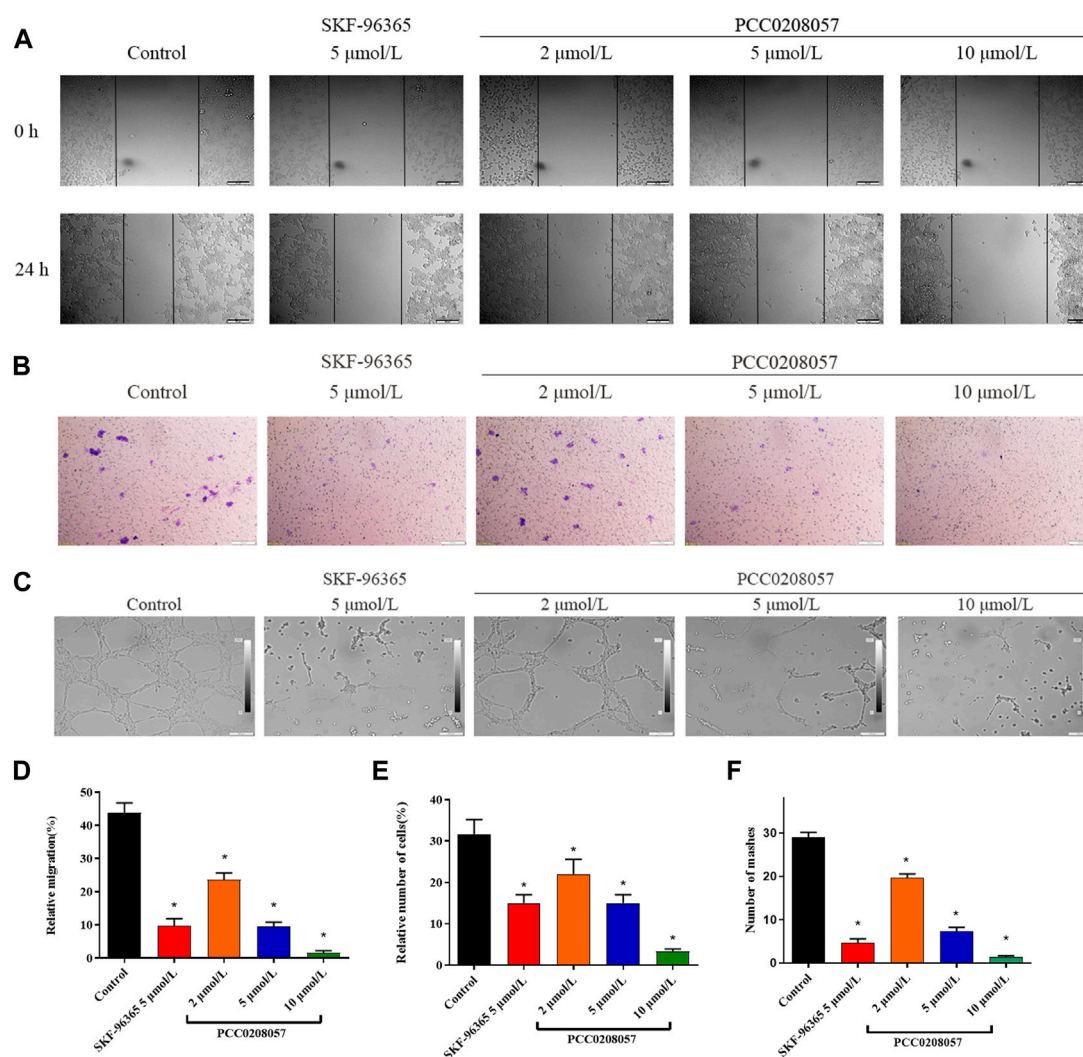 A
SKF-96365
PCC0208057
Control
5 μmol/L
2 μmol/L
5 μmol/L
10 μmol/L
0 h
24 h
B
SKF-96365
PCC0208057
Control
5 μmol/L
2 μmol/L
5 μmol/L
10 μmol/L
C
SKF-96365
PCC0208057
Control
5 μmol/L
2 μmol/L
5 μmol/L
10 μmol/L
D
Relative migration(%)
50
40
30
20
10
0
*
*
*
*
Control
SKF-96365 5 μmol/L
2 μmol/L
5 μmol/L
10 μmol/L
PCC0208057
E
Relative number of cells(%)
40
30
20
10
0
*
*
*
*
Control
SKF-96365 5 μmol/L
2 μmol/L
5 μmol/L
10 μmol/L
PCC0208057
F
Number of mashes
30
20
10
0
*
*
*
*
Control
SKF-96365 5 μmol/L
2 μmol/L
5 μmol/L
10 μmol/L
PCC0208057